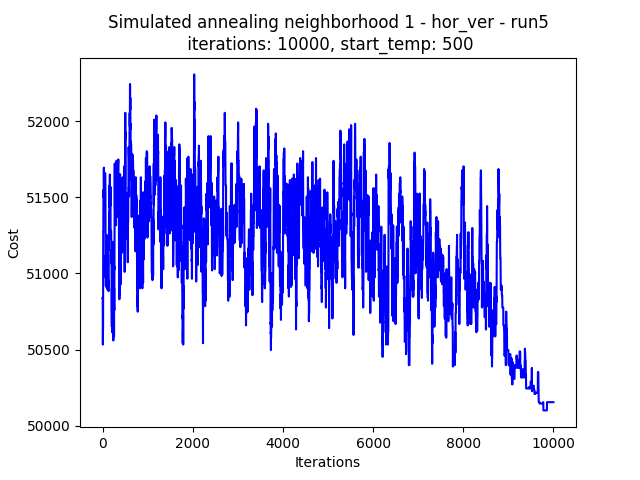 Simulated annealing neighborhood 1 - hor_ver - run5
iterations: 10000, start_temp: 500
52000
51500
51000
50500
50000
Cost
0
2000
4000
6000
8000
10000
Iterations